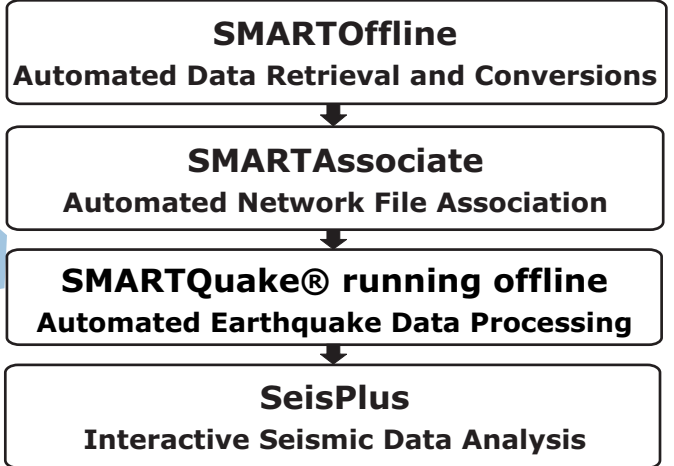 SMARTOffline
Automated Data Retrieval and Conversions
SMARTAssociate
Automated Network File Association
SMARTQuake® running offline
Automated Earthquake Data Processing
SeisPlus
Interactive Seismic Data Analysis